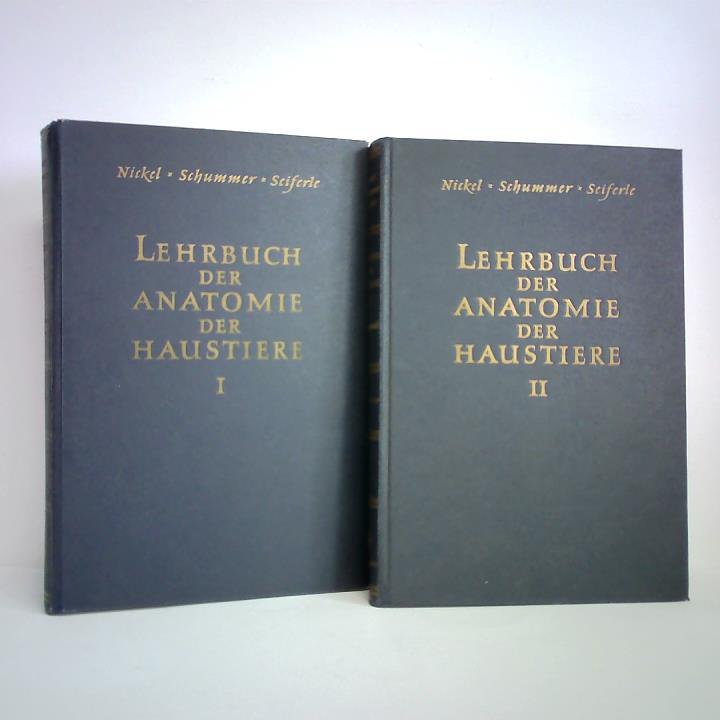 Nickel * Schummer * Seiferle
LEHRBUCH
DER
ANATOMIE
DER
HAUSTIERE
I
Nickel * Schummer * Seiferle
LEHRBUCH
DER
ANATOMIE
DER
HAUSTIERE
II